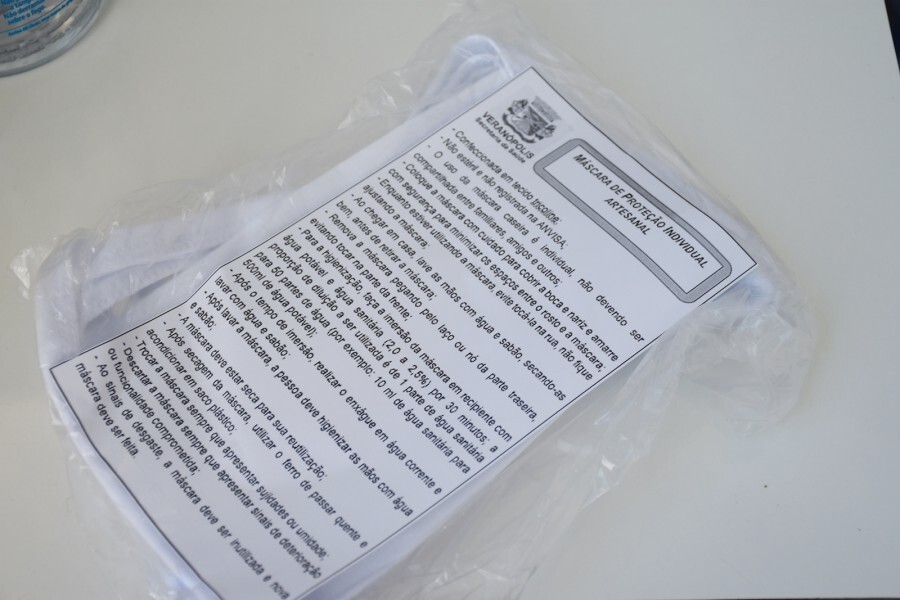 VERANÓPOLIS
Secretaria da Saúde
MÁSCARA DE PROTEÇÃO INDIVIDUAL
ARTESANAL
- Confeccionada em tecido tricoline;
- Não estéril e não registrada na ANVISA;
- O uso da máscara caseira é individual, não devendo ser
compartilhada entre familiares, amigos e outros;
- Coloque a máscara com cuidado para cobrir a boca e nariz e amarre
com segurança para minimizar os espaços entre o rosto e a máscara;
- Enquanto estiver utilizando a máscara, evite tocá-la na rua, não fique
ajustando a máscara;
- Ao chegar em casa, lave as mãos com água e sabão, secando-as
bem, antes de retirar a máscara;
- Remova a máscara pegando pelo laço ou nó da parte traseira,
evitando tocar na parte da frente;
- Para a higienização, faça a imersão da máscara em recipiente com
água potável e água sanitária (2,0 a 2,5%) por 30 minutos; a
proporção de diluição a ser utilizada é de 1 parte de água sanitária
para 50 partes de água (por exemplo: 10 ml de água sanitária para
500ml de água potável);
- Após o tempo de imersão, realizar o enxágue em água corrente e
lavar com água e sabão;
- Após lavar a máscara, a pessoa deve higienizar as mãos com água
e sabão;
- A máscara deve estar seca para sua reutilização;
- Após secagem da máscara, utilizar o ferro de passar quente e
acondicionar em saco plástico;
- Trocar a máscara sempre que apresentar sujidades ou umidade;
- Descartar a máscara sempre que apresentar sinais de deterioração
ou funcionalidade comprometida;
- Ao sinais de desgaste, a máscara deve ser inutilizada e nova
máscara deve ser feita.